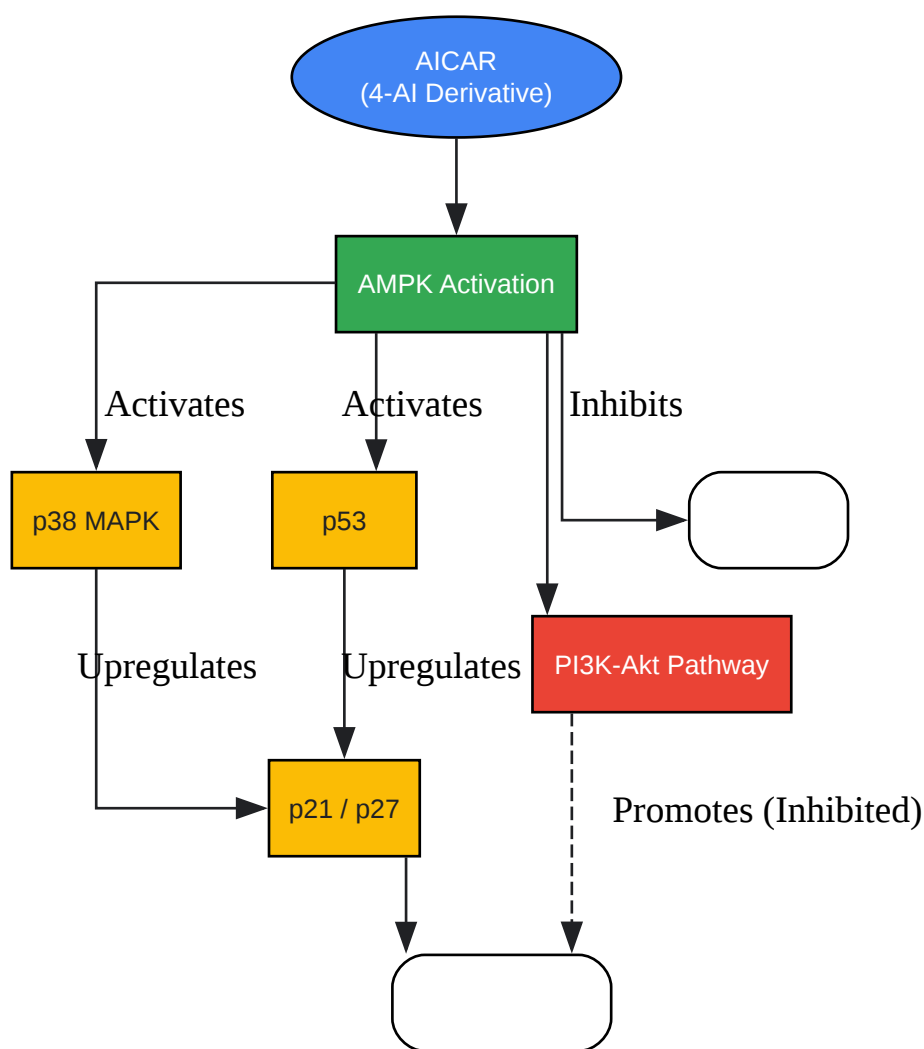 AICAR
(4-AI Derivative)
AMPK Activation
Activates
Activates
Inhibits
p38 MAPK
p53
Upregulates
Upregulates
PI3K-Akt Pathway
p21 / p27
Promotes (Inhibited)